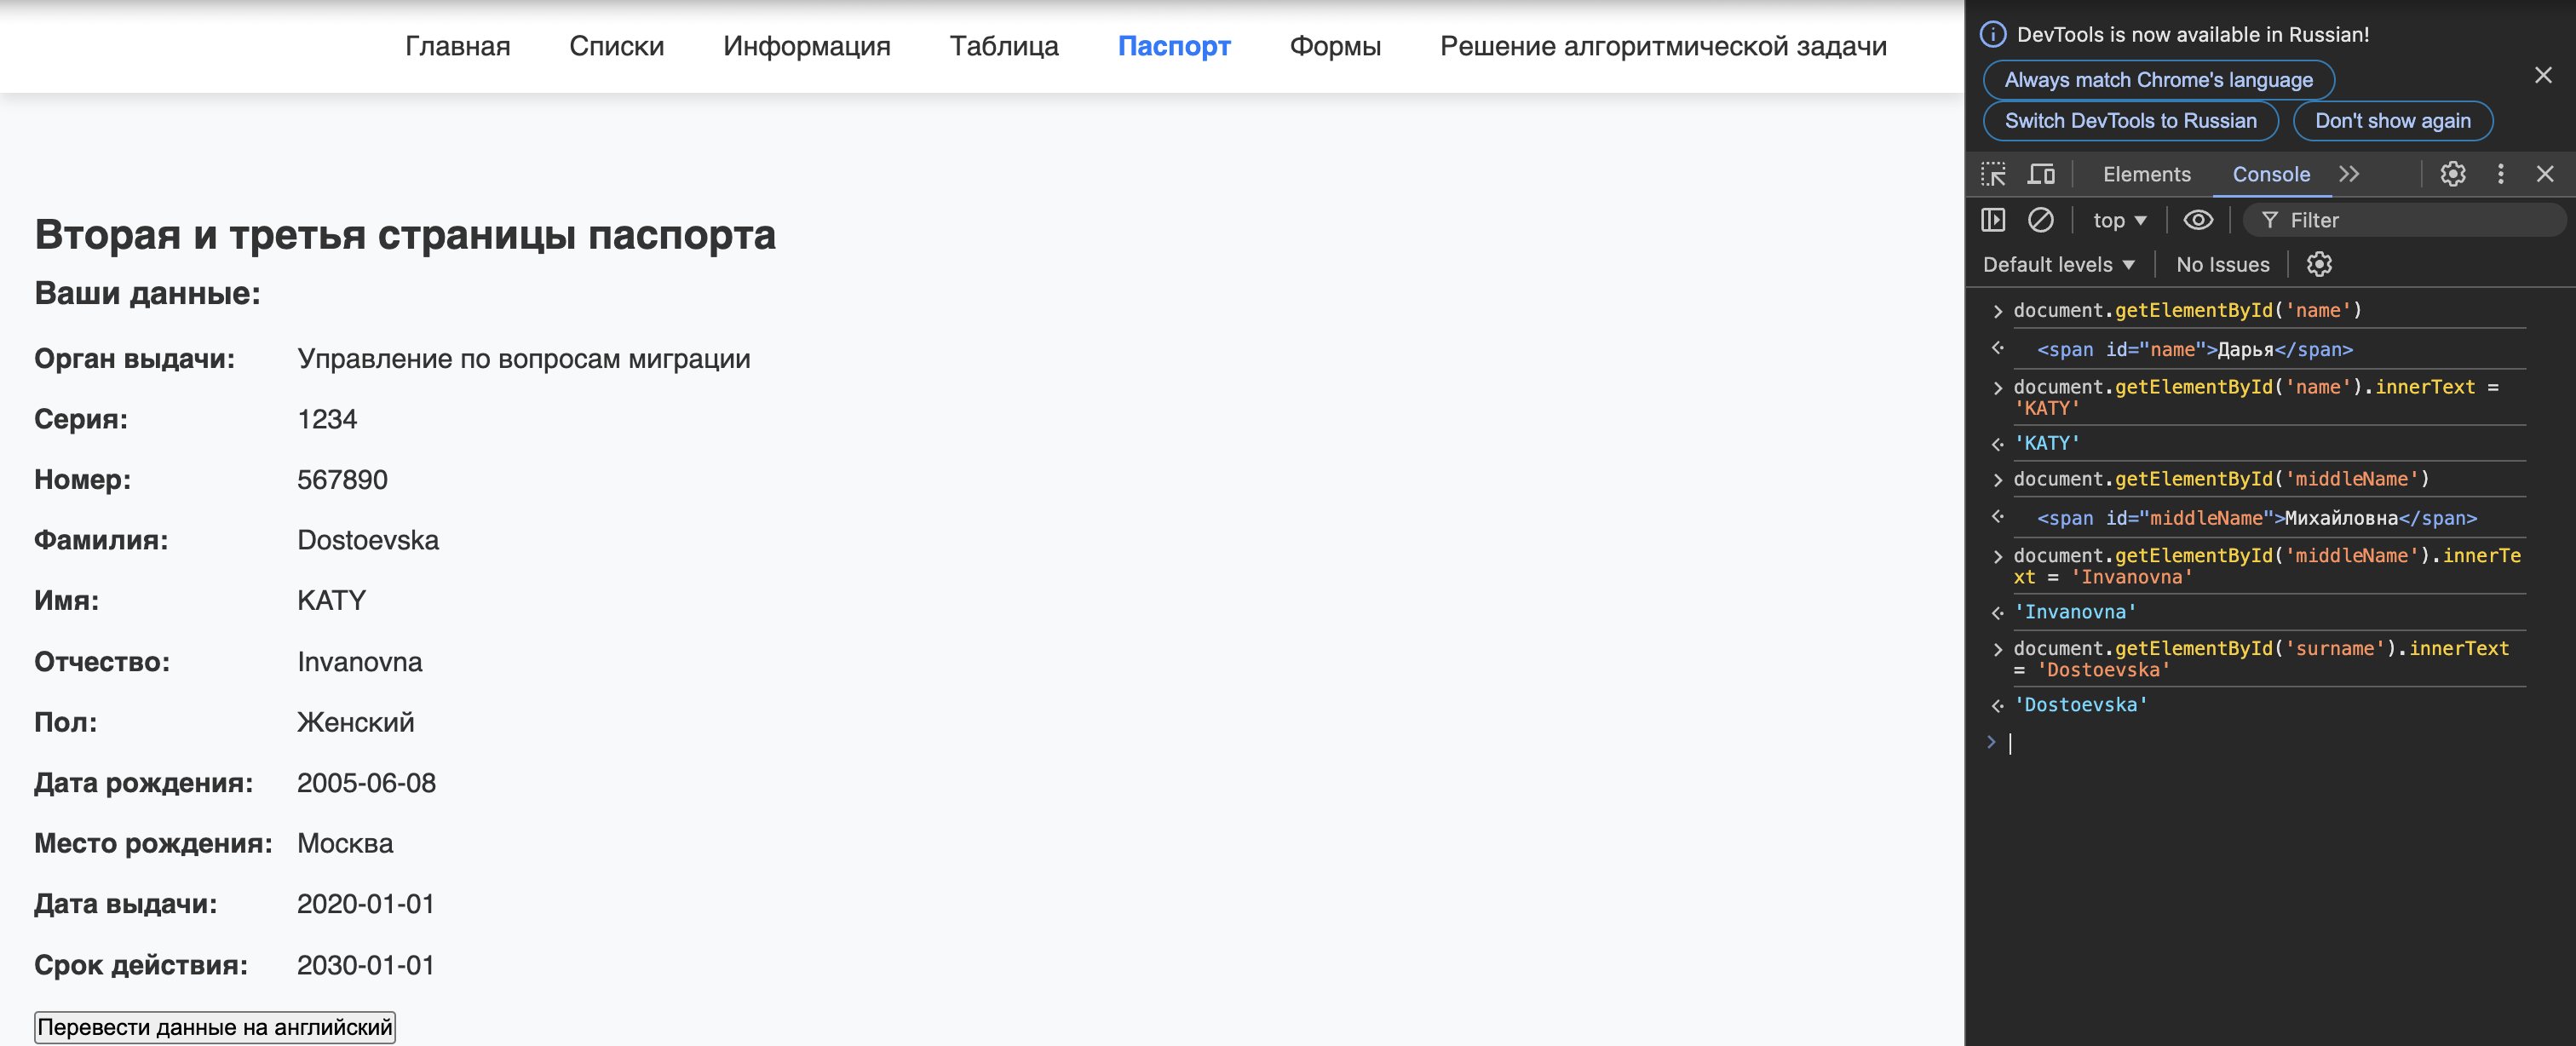 Главная Списки Информация Таблица Паспорт Формы Решение алгоритмической задачи
Вторая и третья страницы паспорта
Ваши данные:
Орган выдачи: Управление по вопросам миграции
Серия: 1234
Номер: 567890
Фамилия: Dostoevska
Имя: KATY
Отчество: Invanovna
Пол: Женский
Дата рождения: 2005-06-08
Место рождения: Москва
Дата выдачи: 2020-01-01
Срок действия: 2030-01-01
Перевести данные на английский
DevTools is now available in Russian!
Always match Chrome's language
Switch DevTools to Russian Don't show again
Elements Console
top Filter
Default levels No Issues
document.getElementById('name')
<span id="name">Дарья</span>
document.getElementById('name').innerText =
'KATY'
'KATY'
document.getElementById('middleName')
<span id="middleName">Михайловна</span>
document.getElementById('middleName').innerTe
xt = 'Invanovna'
'Invanovna'
document.getElementById('surname').innerText
= 'Dostoevska'
'Dostoevska'